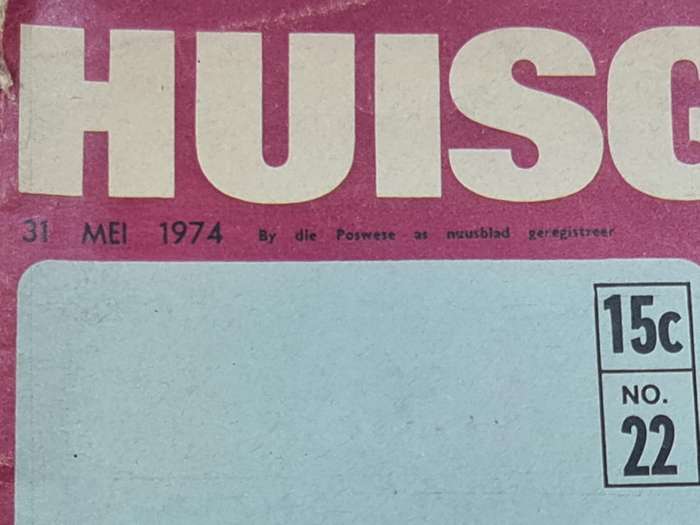 HUISG
31 MEI 1974 By die Poswese as nuusblad geregistreer
15c
NO.
22